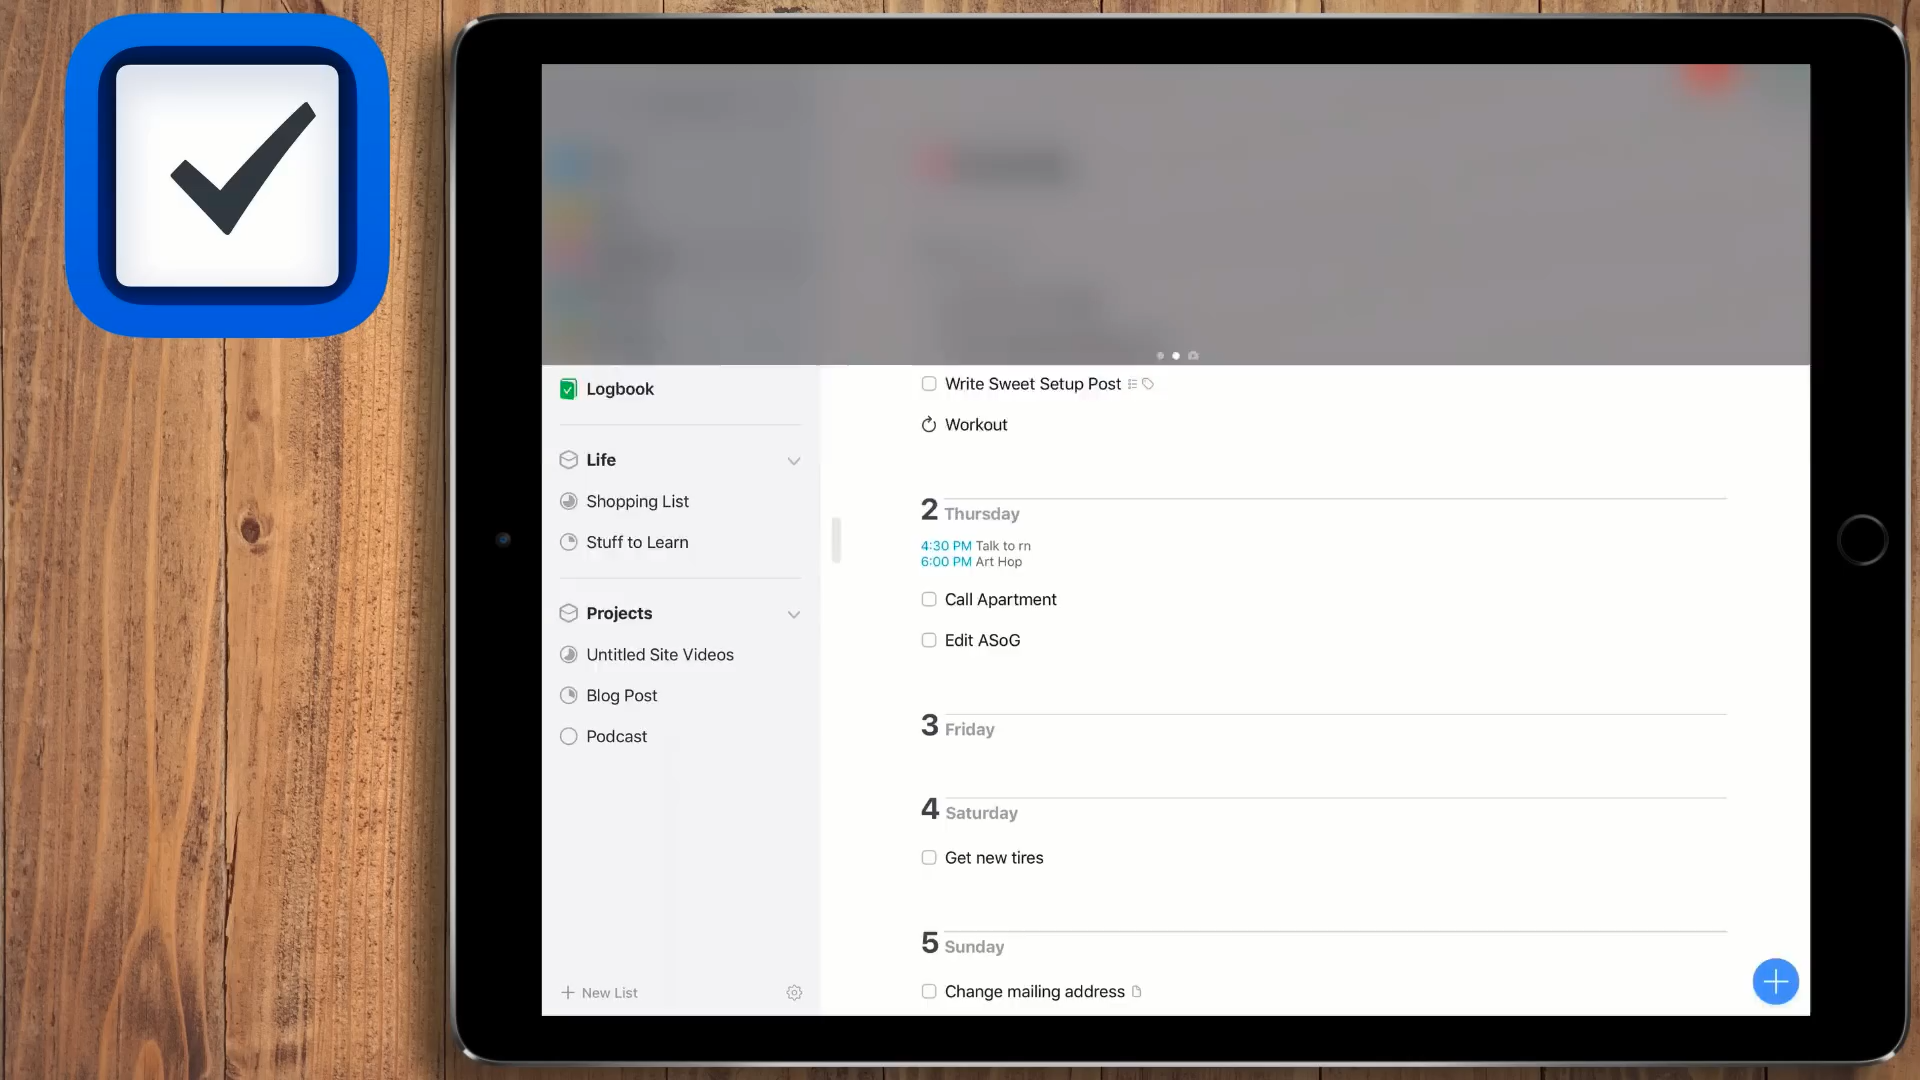 Logbook
Life
Shopping List
Stuff to Learn
Projects
Untitled Site Videos
Blog Post
Podcast
New List
Write Sweet Setup Post
Workout
2 Thursday
4:30 PM Talk to rn
6:00 PM Art Hop
Call Apartment
Edit ASoG
3 Friday
4 Saturday
Get new tires
5 Sunday
Change mailing address